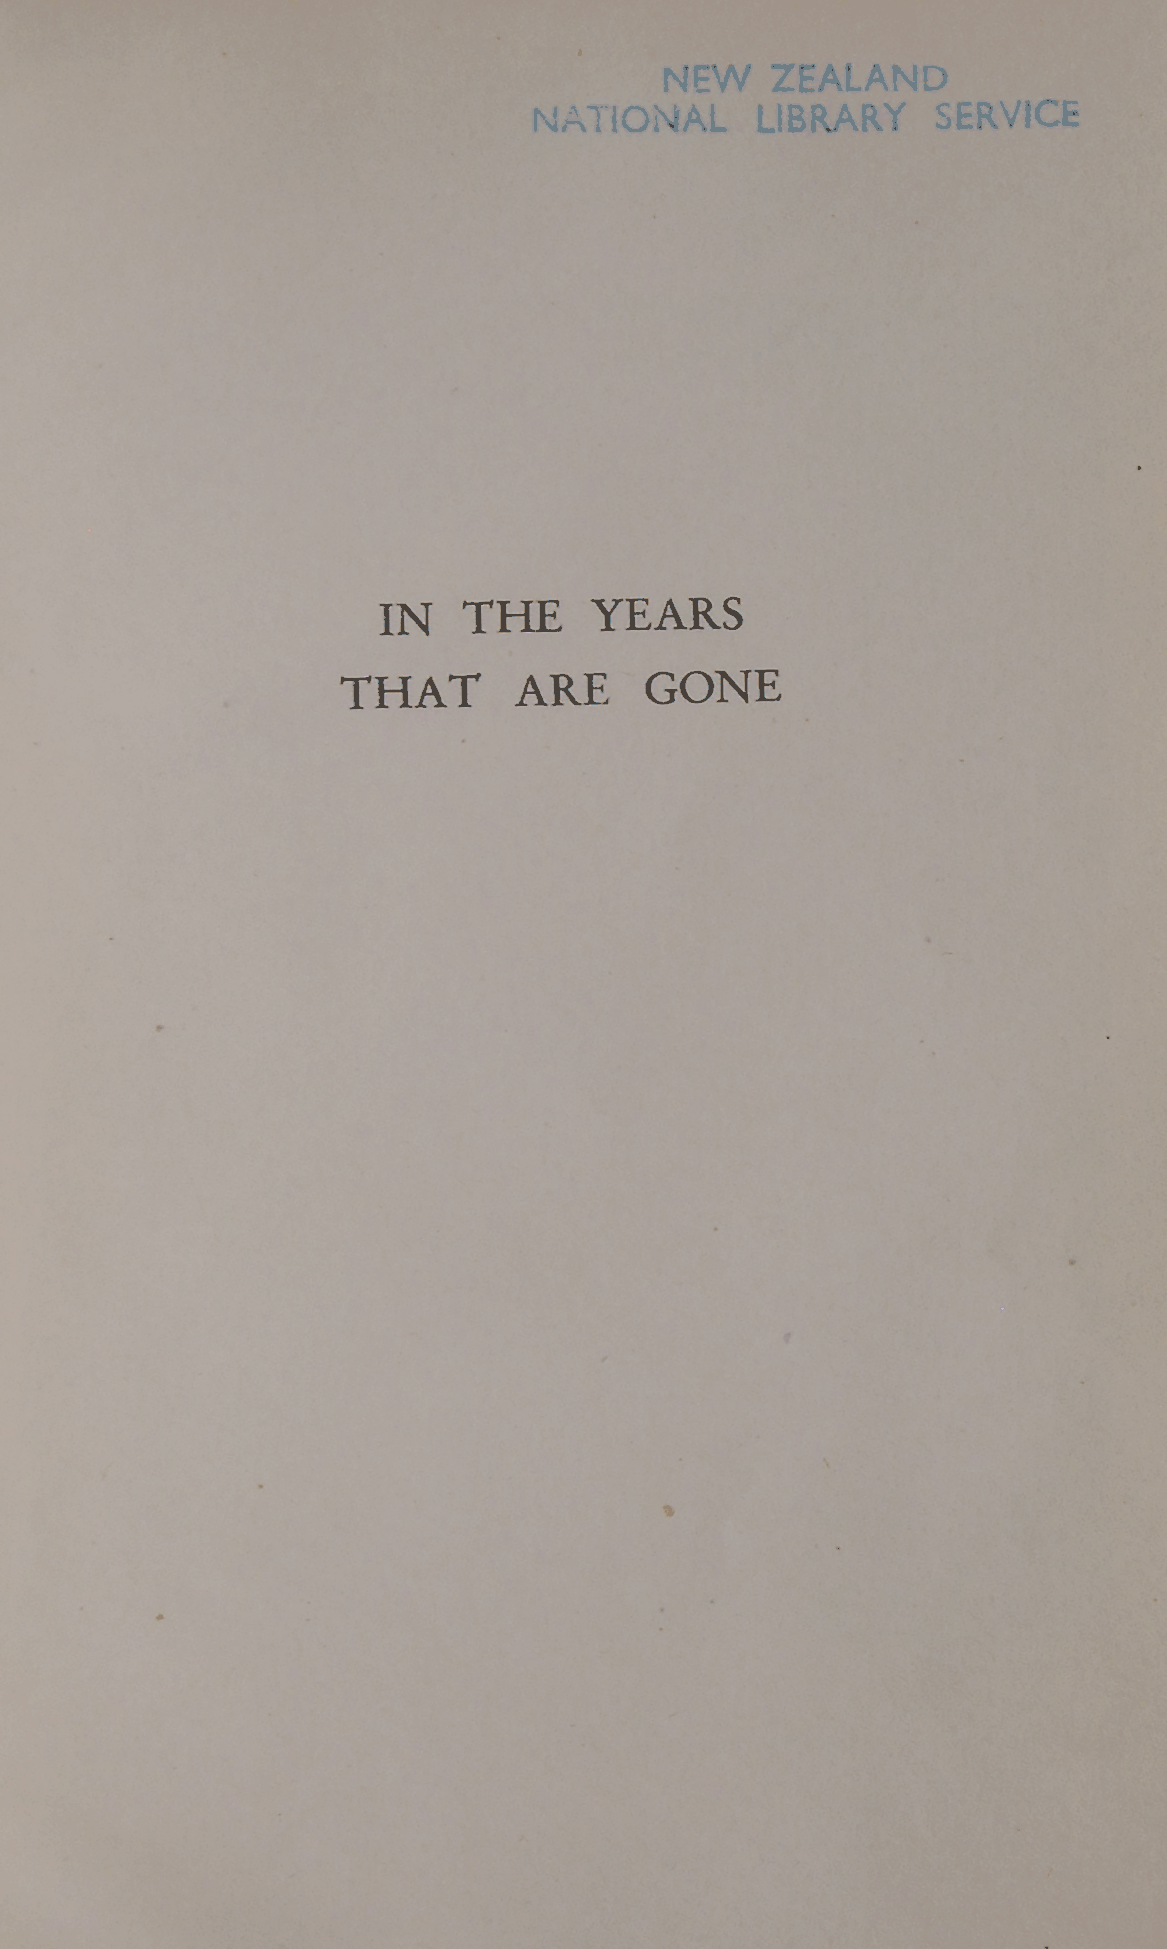 NEW ZEALAND
NATIONAL LIBRARY SERVICE
IN THE YEARS
THAT ARE GONE